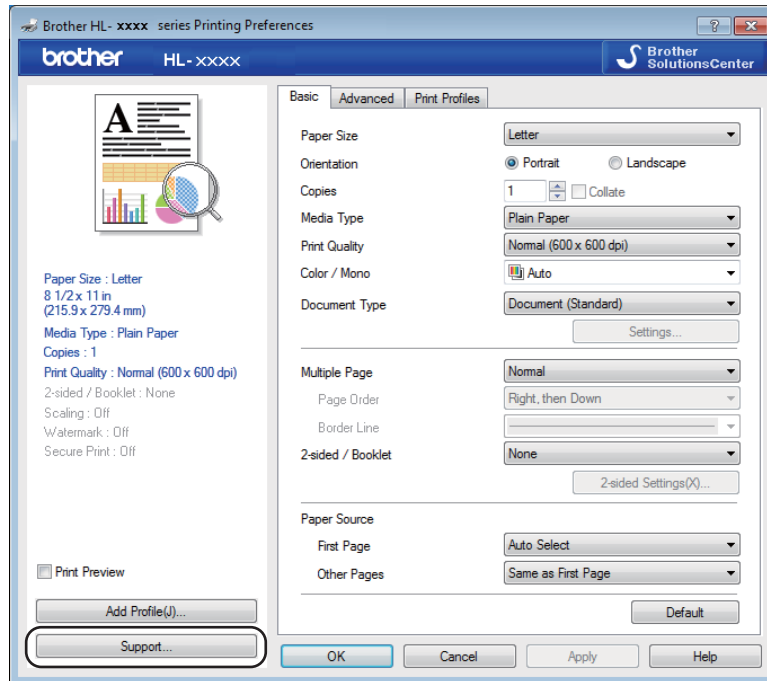 Brother HL- xxxx series Printing Preferences
brother HL-xxxx
Brother
SolutionsCenter
A
Paper Size : Letter
8 1/2 x 11 in
(215.9 x 279.4 mm)
Media Type : Plain Paper
Copies : 1
Print Quality : Normal (600 x 600 dpi)
2-sided / Booklet : None
Scaling : Off
Watermark : Off
Secure Print : Off
Print Preview
Add Profile(J)...
Support...
Basic Advanced Print Profiles
Paper Size Letter
Orientation Portrait Landscape
Copies 1 Collate
Media Type Plain Paper
Print Quality Normal (600 x 600 dpi)
Color / Mono Auto
Document Type Document (Standard)
Settings...
Multiple Page Normal
Page Order Right, then Down
Border Line
2-sided / Booklet None
2-sided Settings(X)...
Paper Source
First Page Auto Select
Other Pages Same as First Page
Default
OK Cancel Apply Help